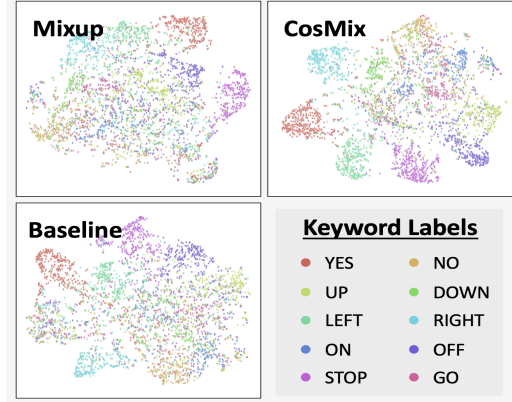 Mixup
CosMix
Baseline
Keyword Labels
YES
NO
UP
DOWN
LEFT
RIGHT
ON
OFF
STOP
GO